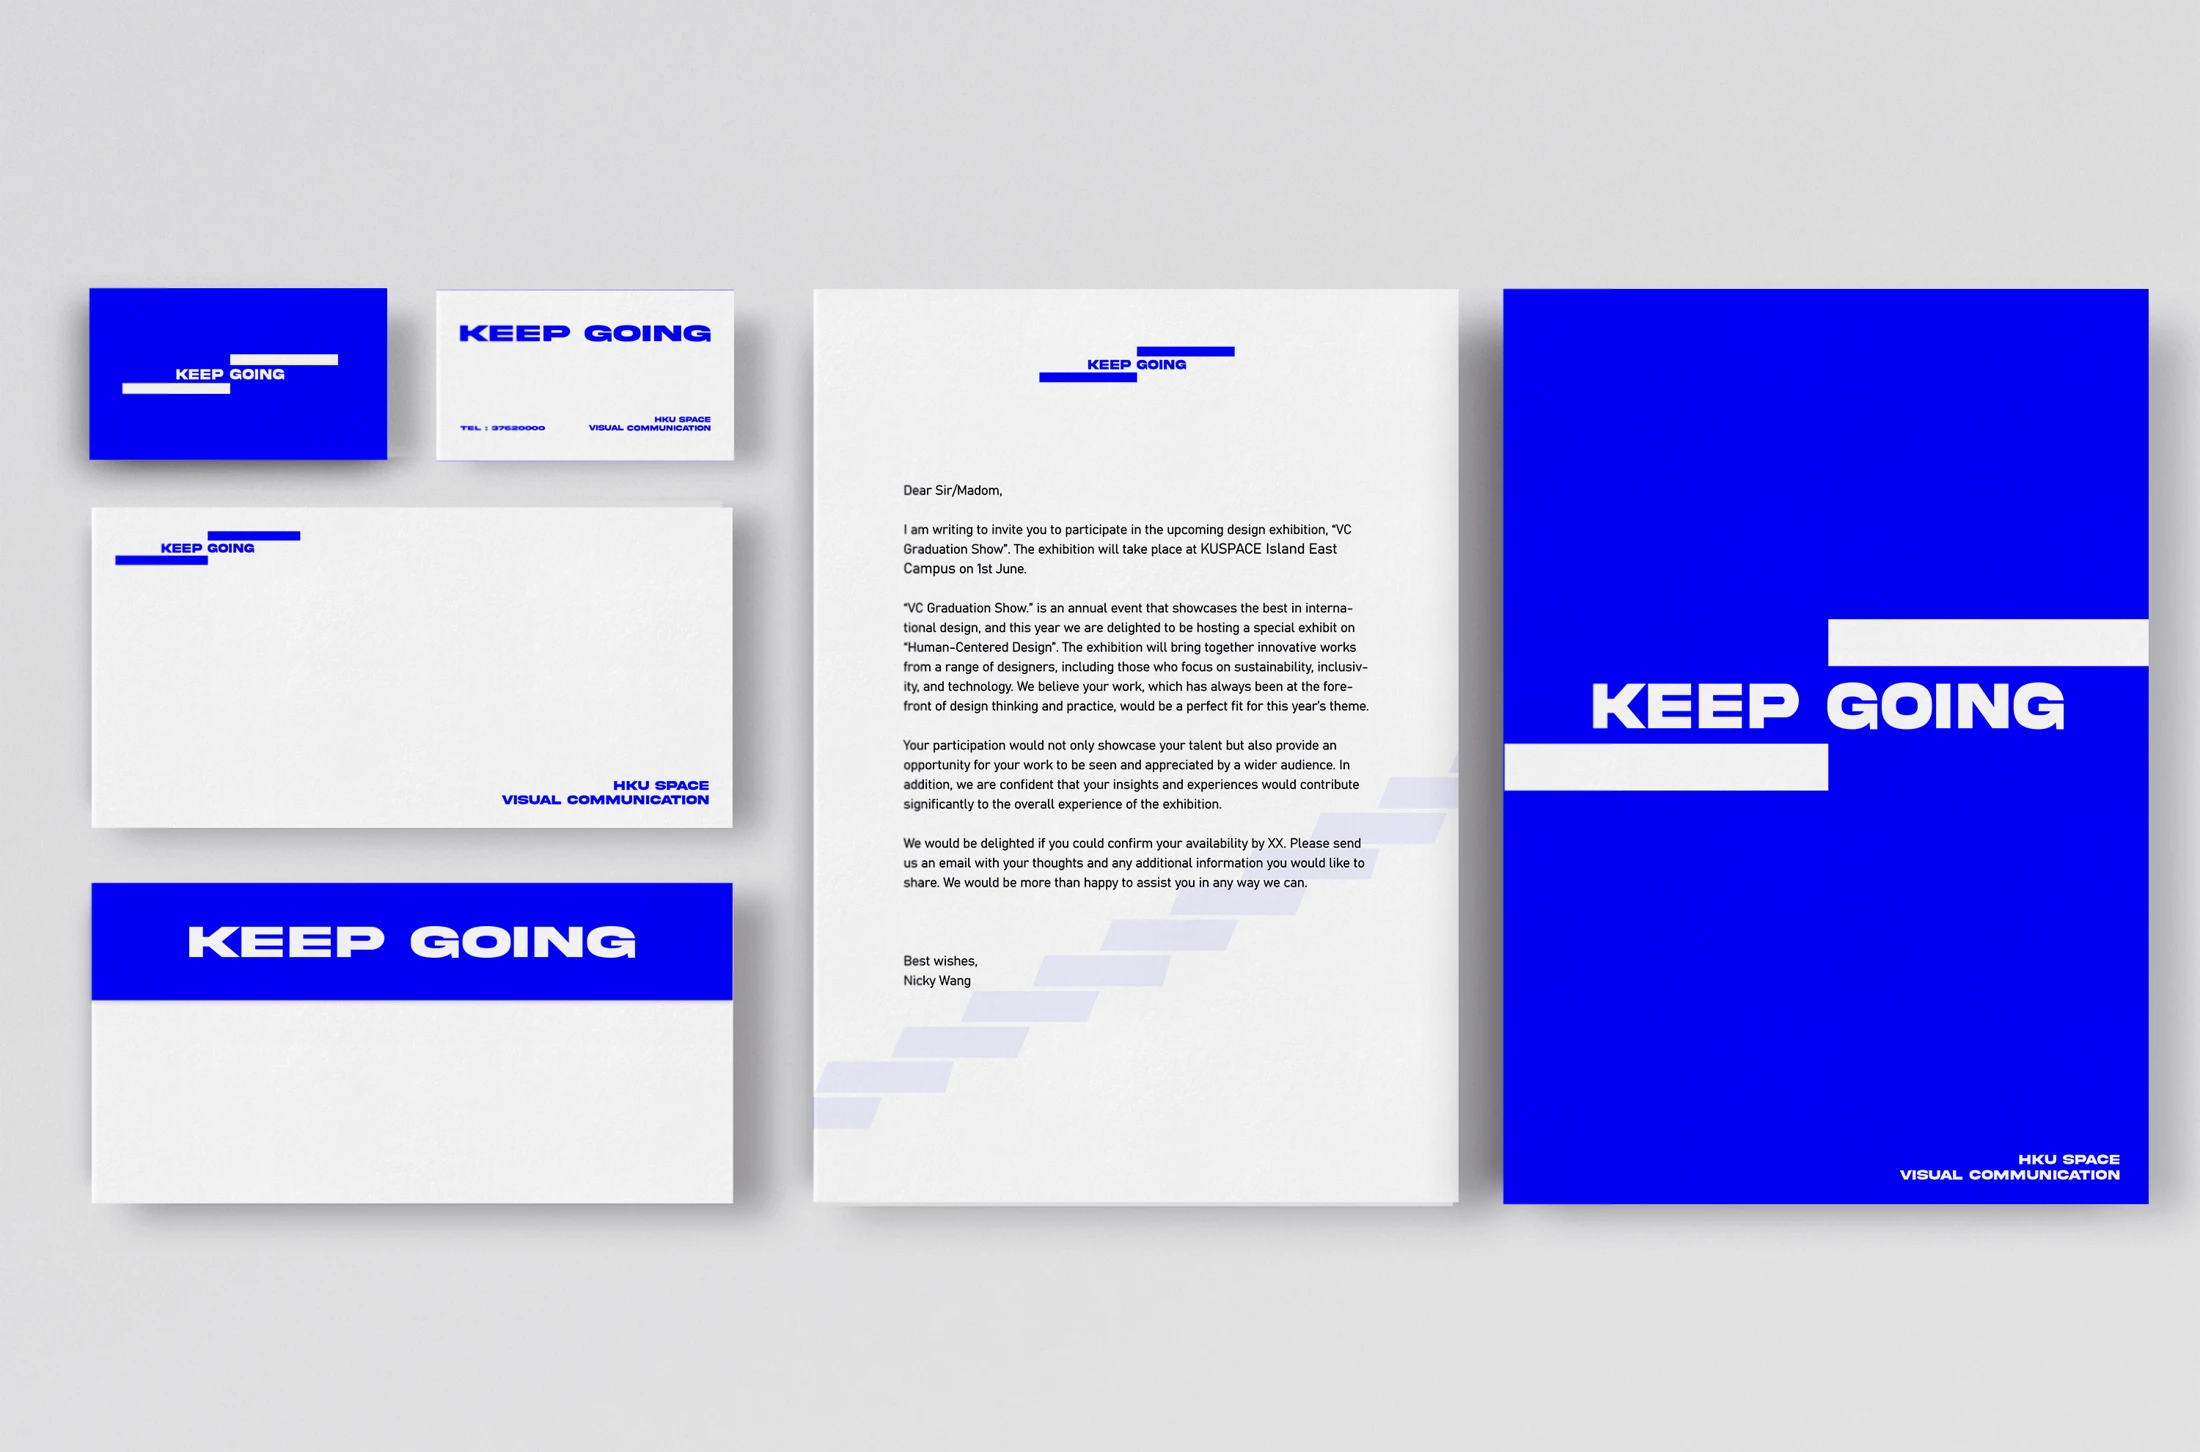 KEEP GOING
KEEP GOING
TEL : 37620000
HKU SPACE
VISUAL COMMUNICATION
KEEP GOING
HKU SPACE
VISUAL COMMUNICATION
KEEP GOING
KEEP GOING
Dear Sir/Madom,
I am writing to invite you to participate in the upcoming design exhibition, “VC
Graduation Show”. The exhibition will take place at KUSPACE Island East
Campus on 1st June.
“VC Graduation Show.” is an annual event that showcases the best in interna-
tional design, and this year we are delighted to be hosting a special exhibit on
“Human-Centered Design”. The exhibition will bring together innovative works
from a range of designers, including those who focus on sustainability, inclusiv-
ity, and technology. We believe your work, which has always been at the fore-
front of design thinking and practice, would be a perfect fit for this year’s theme.
Your participation would not only showcase your talent but also provide an
opportunity for your work to be seen and appreciated by a wider audience. In
addition, we are confident that your insights and experiences would contribute
significantly to the overall experience of the exhibition.
We would be delighted if you could confirm your availability by XX. Please send
us an email with your thoughts and any additional information you would like to
share. We would be more than happy to assist you in any way we can.
Best wishes,
Nicky Wang
KEEP GOING
HKU SPACE
VISUAL COMMUNICATION